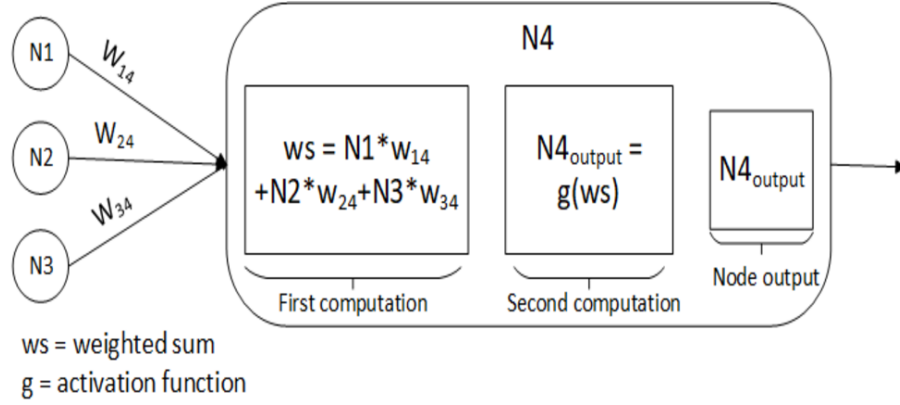 N4
N1
W₁₄
N2
W₂₄
N3
W₃₄
ws = N1*w₁₄
+N2*w₂₄+N3*w₃₄
N4ₒᵤₜₚᵤₜ =
g(ws)
N4ₒᵤₜₚᵤₜ
First computation
Second computation
Node output
ws = weighted sum
g = activation function